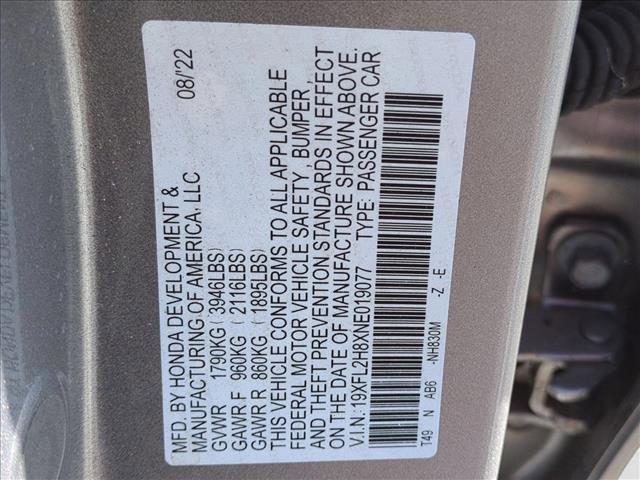 MFD. BY HONDA DEVELOPMENT & 08/'22
MANUFACTURING OF AMERICA, LLC
GVWR 1790KG (3946LBS)
GAWR F 960KG (2116LBS)
GAWR R 860KG (1895LBS)
THIS VEHICLE CONFORMS TO ALL APPLICABLE
FEDERAL MOTOR VEHICLE SAFETY, BUMPER,
AND THEFT PREVENTION STANDARDS IN EFFECT
ON THE DATE OF MANUFACTURE SHOWN ABOVE.
V.I.N.: 19XFL2H8XNE019077 TYPE: PASSENGER CAR
T49 N AB6 -NH830M -Z -E